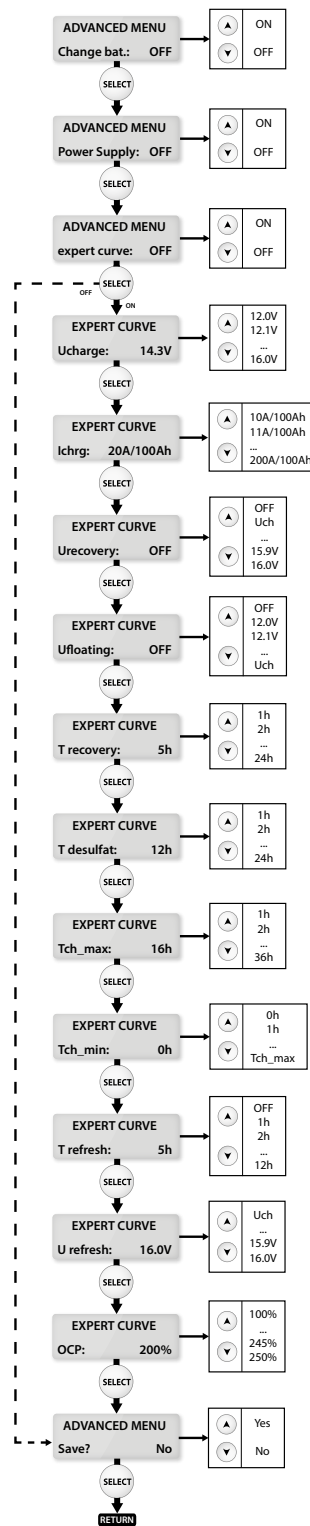 ADVANCED MENU
Change bat.: OFF
ON
OFF
SELECT
ADVANCED MENU
Power Supply: OFF
ON
OFF
SELECT
ADVANCED MENU
expert curve: OFF
ON
OFF
SELECT
OFF
ON
EXPERT CURVE
Ucharge: 14.3V
12.0V
12.1V
...
16.0V
SELECT
EXPERT CURVE
Ichrg: 20A/100Ah
10A/100Ah
11A/100Ah
...
200A/100Ah
SELECT
EXPERT CURVE
Urecovery: OFF
OFF
Uch
...
15.9V
16.0V
SELECT
EXPERT CURVE
Ufloating: OFF
OFF
12.0V
12.1V
...
Uch
SELECT
EXPERT CURVE
T recovery: 5h
1h
2h
...
24h
SELECT
EXPERT CURVE
T desulfat: 12h
1h
2h
...
24h
SELECT
EXPERT CURVE
Tch_max: 16h
1h
2h
...
36h
SELECT
EXPERT CURVE
Tch_min: 0h
0h
1h
...
Tch_max
SELECT
EXPERT CURVE
T refresh: 5h
OFF
1h
2h
...
12h
SELECT
EXPERT CURVE
U refresh: 16.0V
Uch
...
15.9V
16.0V
SELECT
EXPERT CURVE
OCP: 200%
100%
...
245%
250%
SELECT
ADVANCED MENU
Save? No
Yes
No
SELECT
RETURN